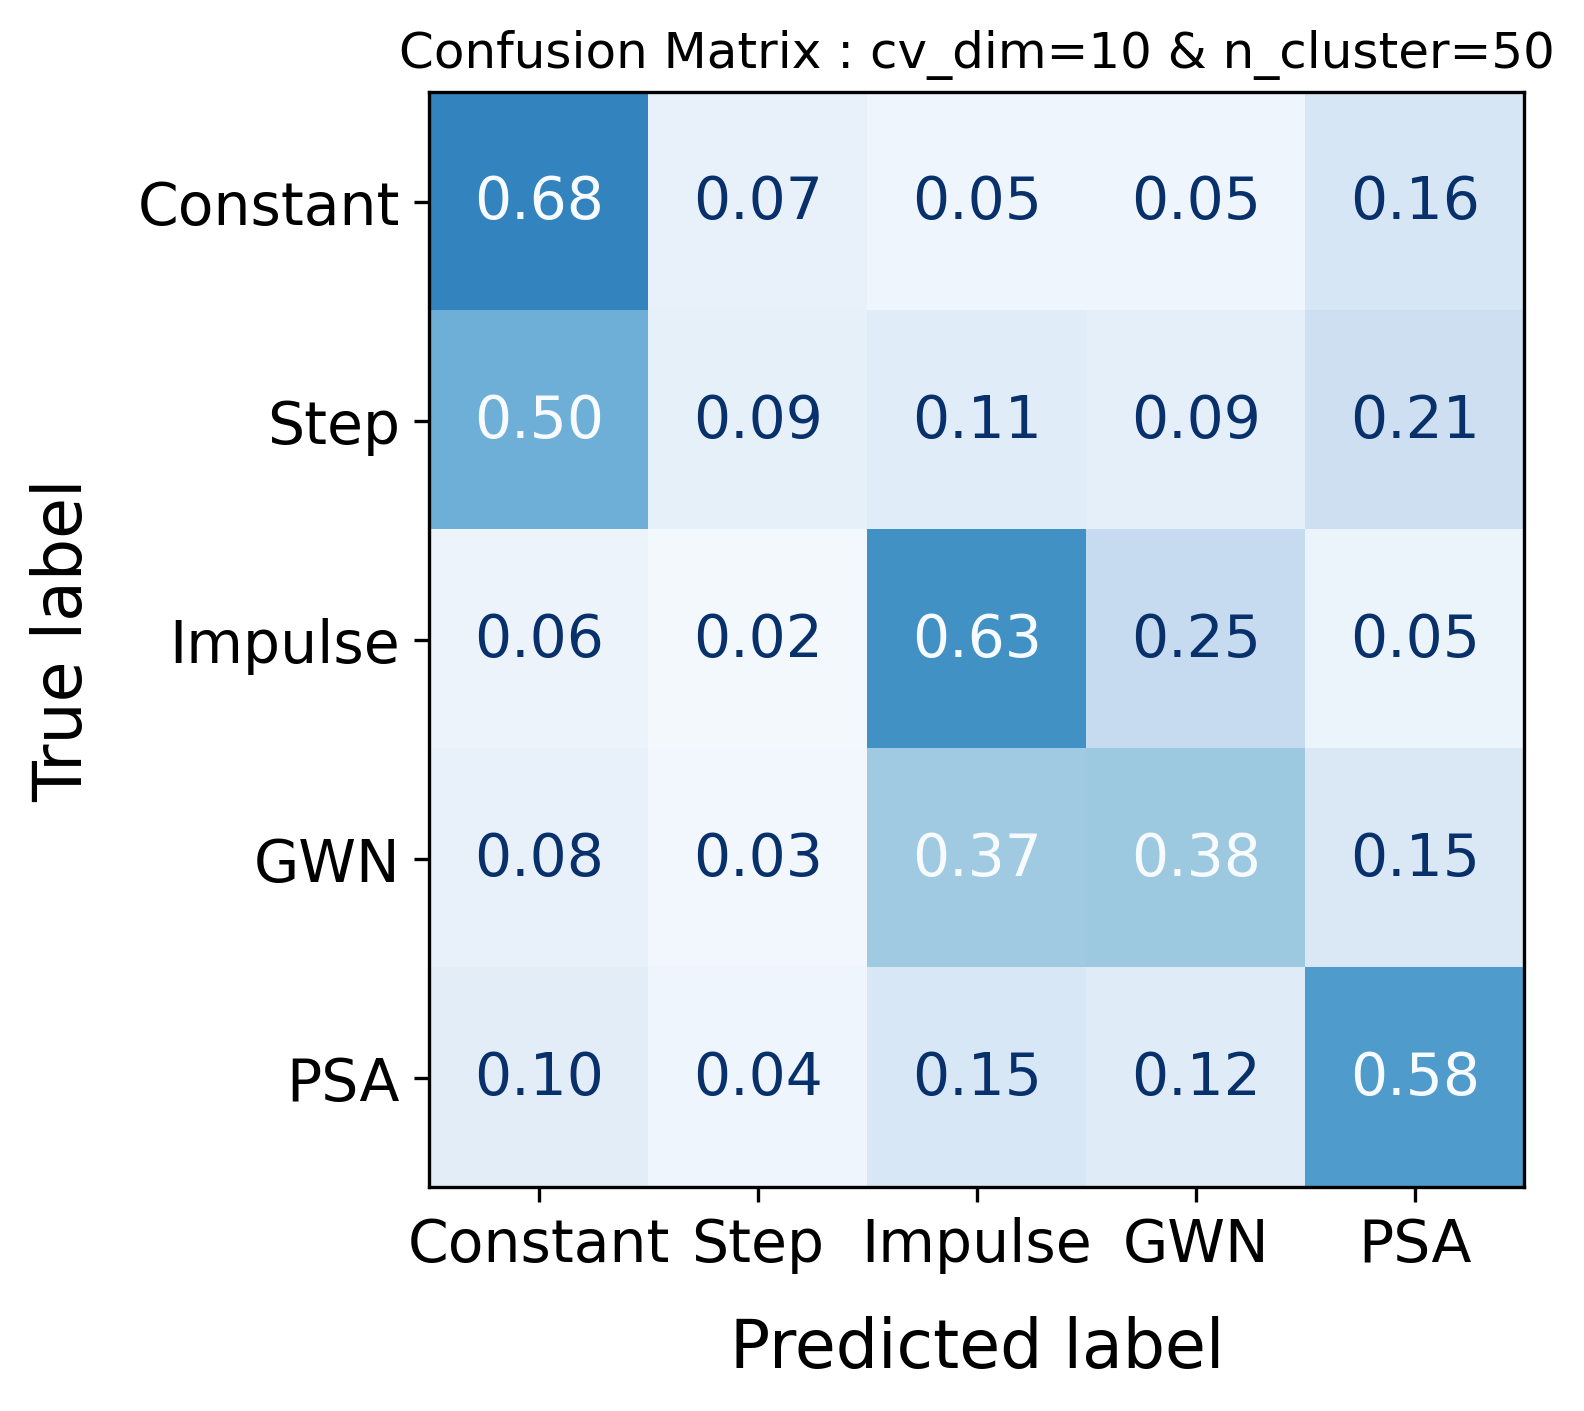 Confusion Matrix : cv_dim=10 & n_cluster=50
True label
Constant 0.68 0.07 0.05 0.05 0.16
Step 0.50 0.09 0.11 0.09 0.21
Impulse 0.06 0.02 0.63 0.25 0.05
GWN 0.08 0.03 0.37 0.38 0.15
PSA 0.10 0.04 0.15 0.12 0.58
Constant Step Impulse GWN PSA
Predicted label